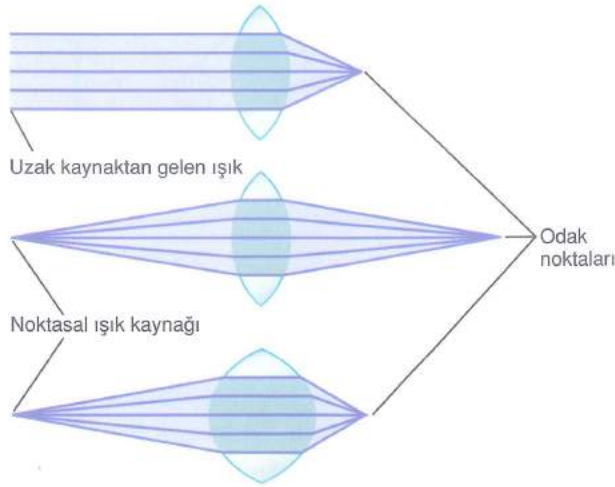 Uzak kaynaktan gelen ışık
Odak
noktaları
Noktasal ışık kaynağı